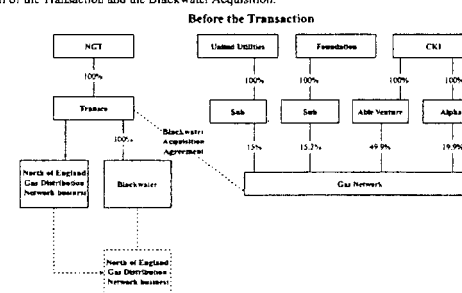 of the Transaction and the Blackwater Acquisition.
Before the Transaction
NGT
United Utilities
Foundation
CKI
100%
100%
100%
100%
100%
Transco
Sub
Sub
Able Venture
Alpha
100%
Blackwater
Acquisition
Agreement
15%
15.2%
49.9%
19.9%
North of England
Gas Distribution
Network business
Blackwater
Gas Network
North of England
Gas Distribution
Network business